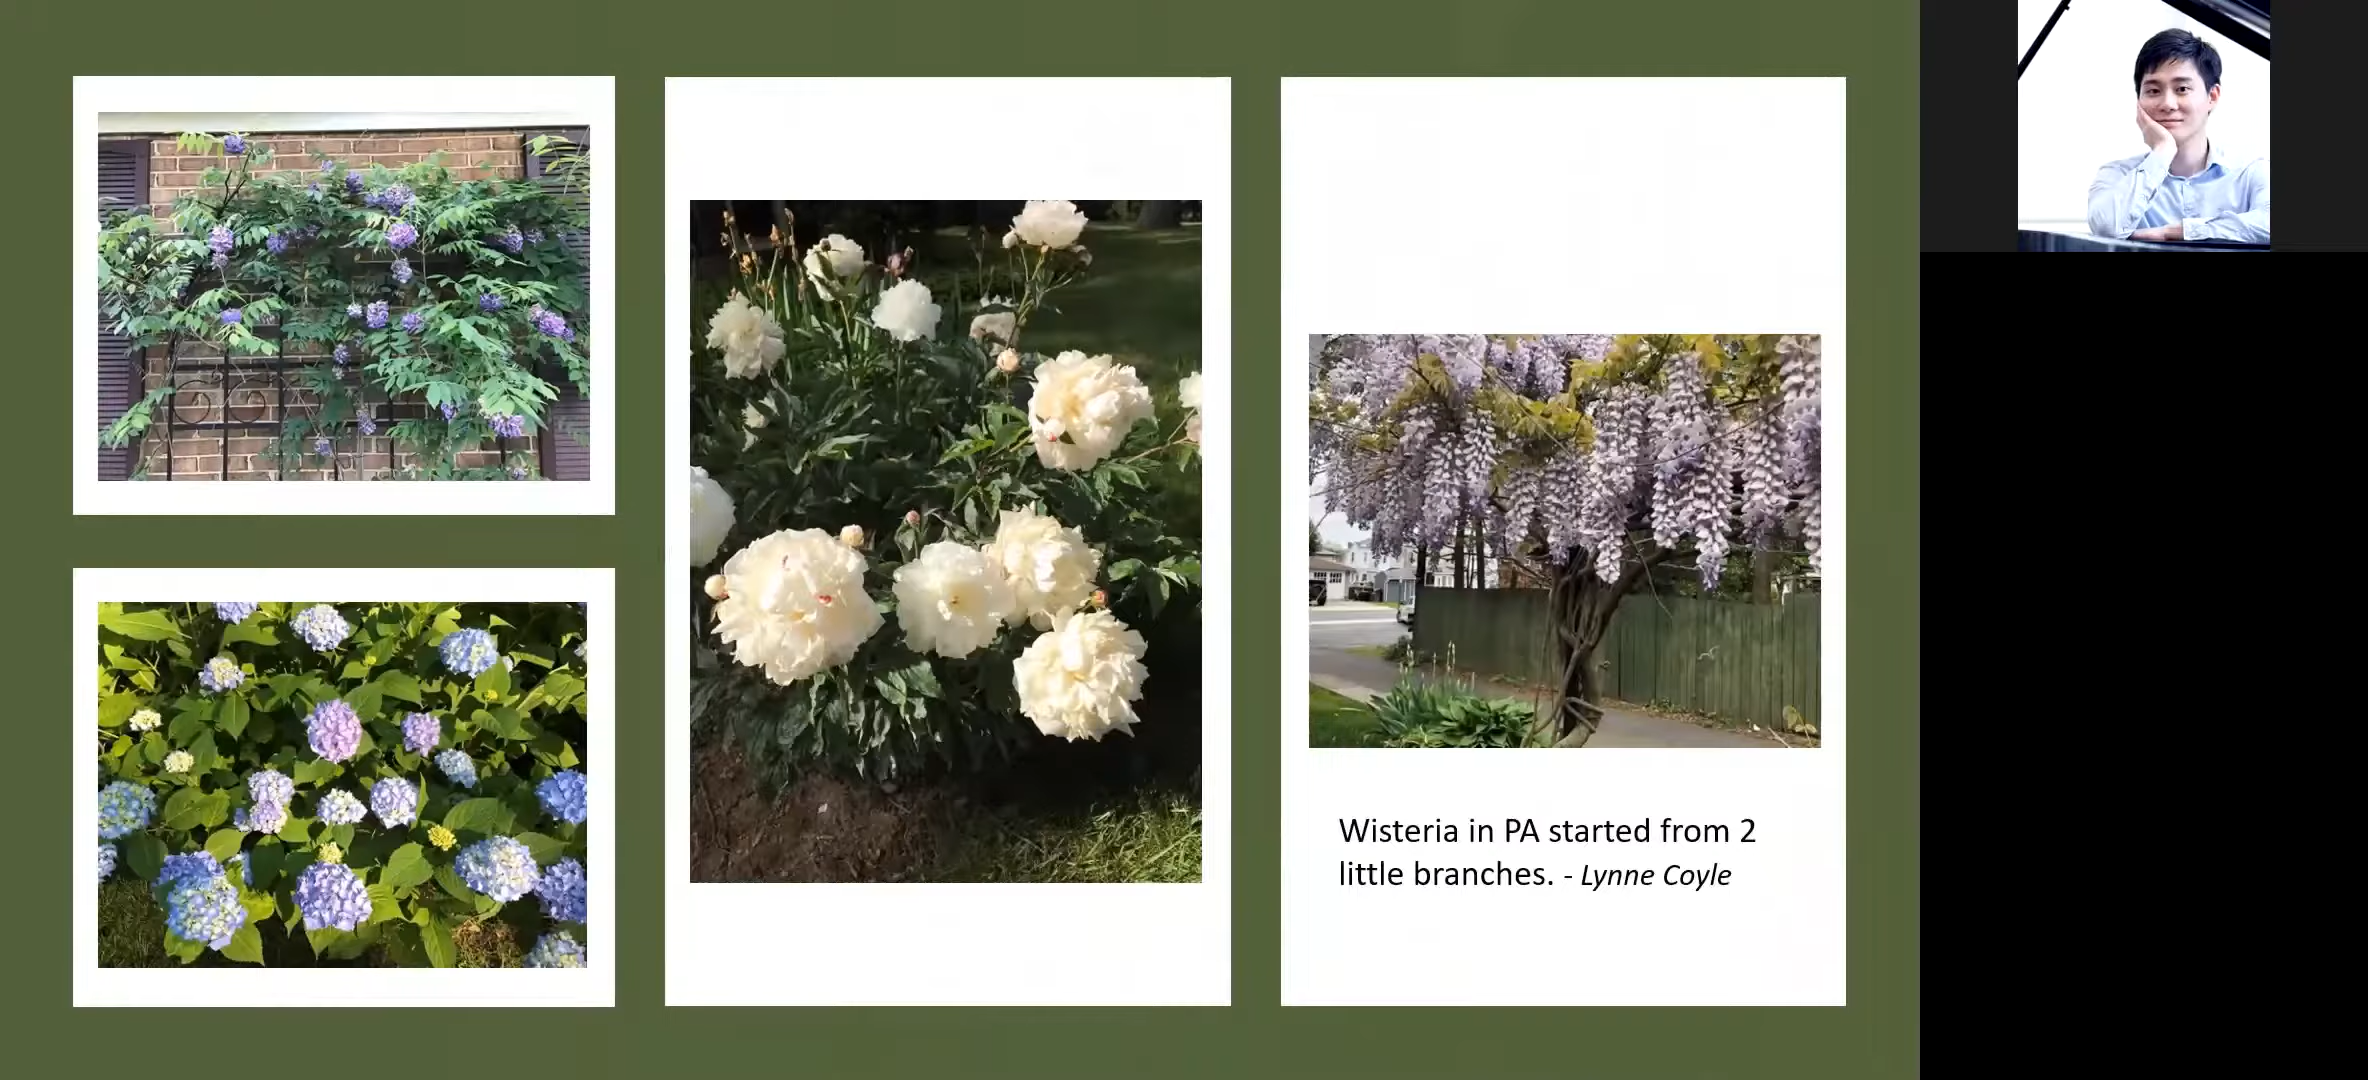 Wisteria in PA started from 2
little branches. - Lynne Coyle